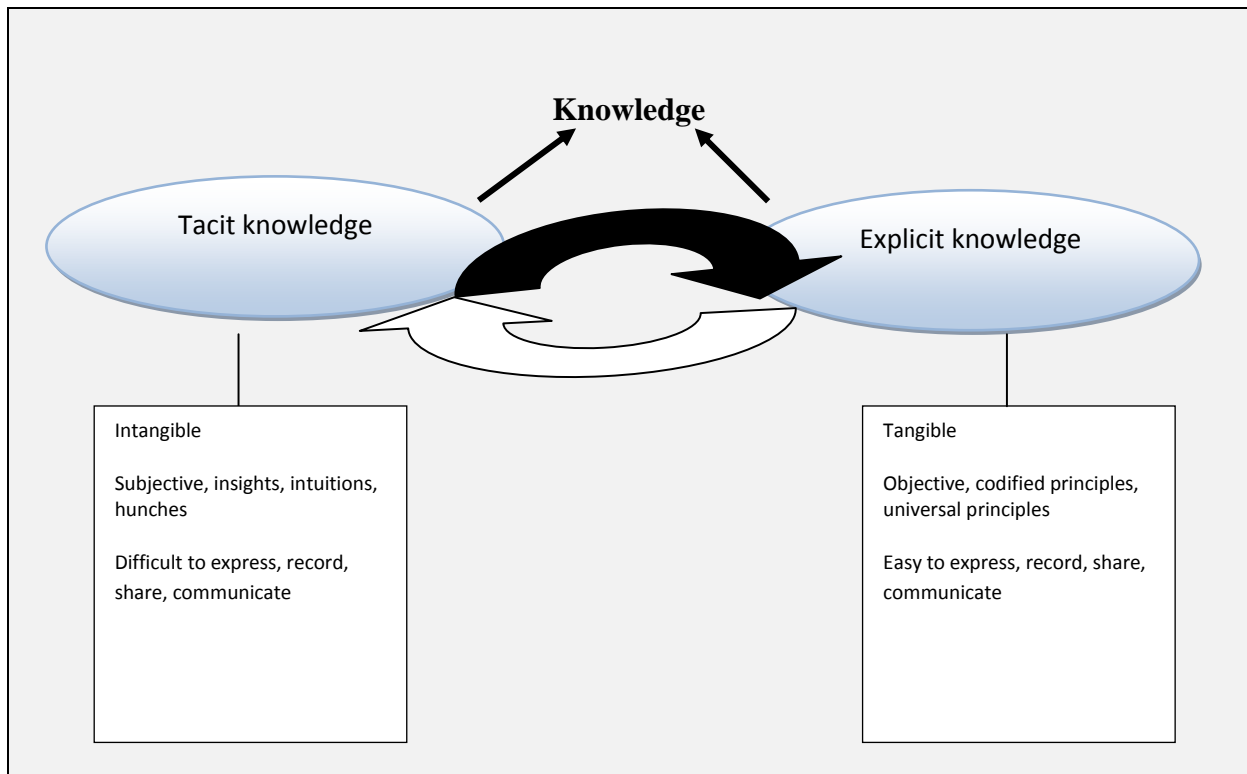 Knowledge
Tacit knowledge
Explicit knowledge
Intangible
Subjective, insights, intuitions,
hunches
Difficult to express, record,
share, communicate
Tangible
Objective, codified principles,
universal principles
Easy to express, record, share,
communicate